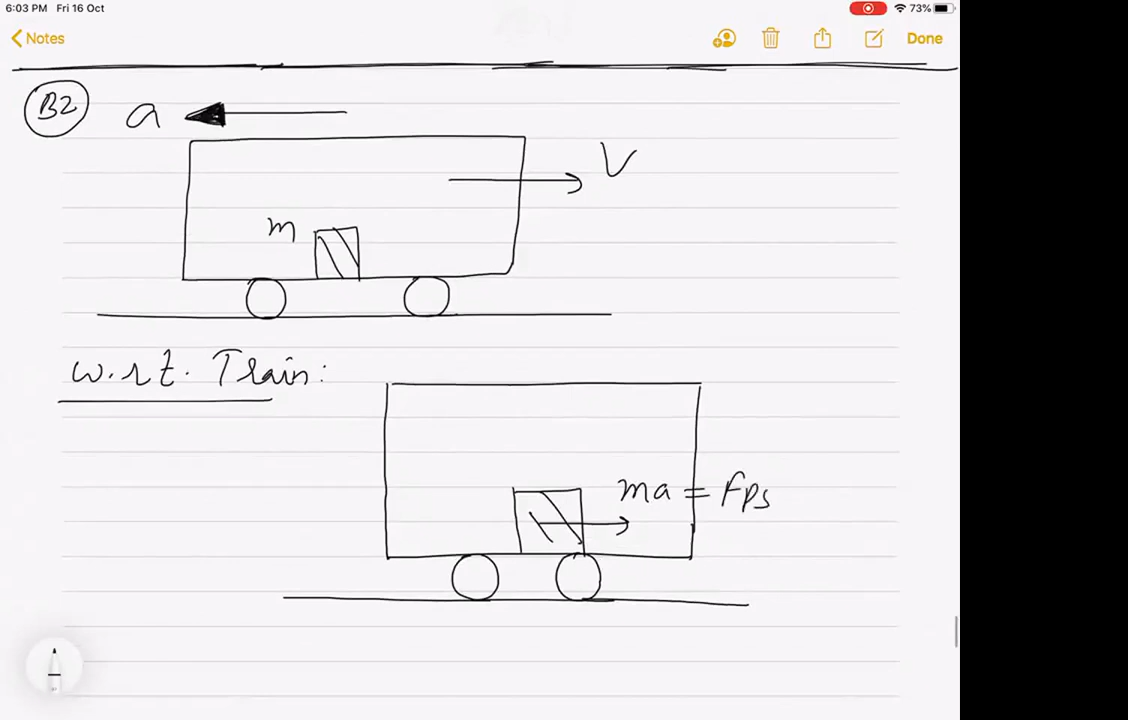 6:03 PM Fri 16 Oct
73%
Notes
Done
B2
a
V
m
w.r.t. Train:
ma = Fps